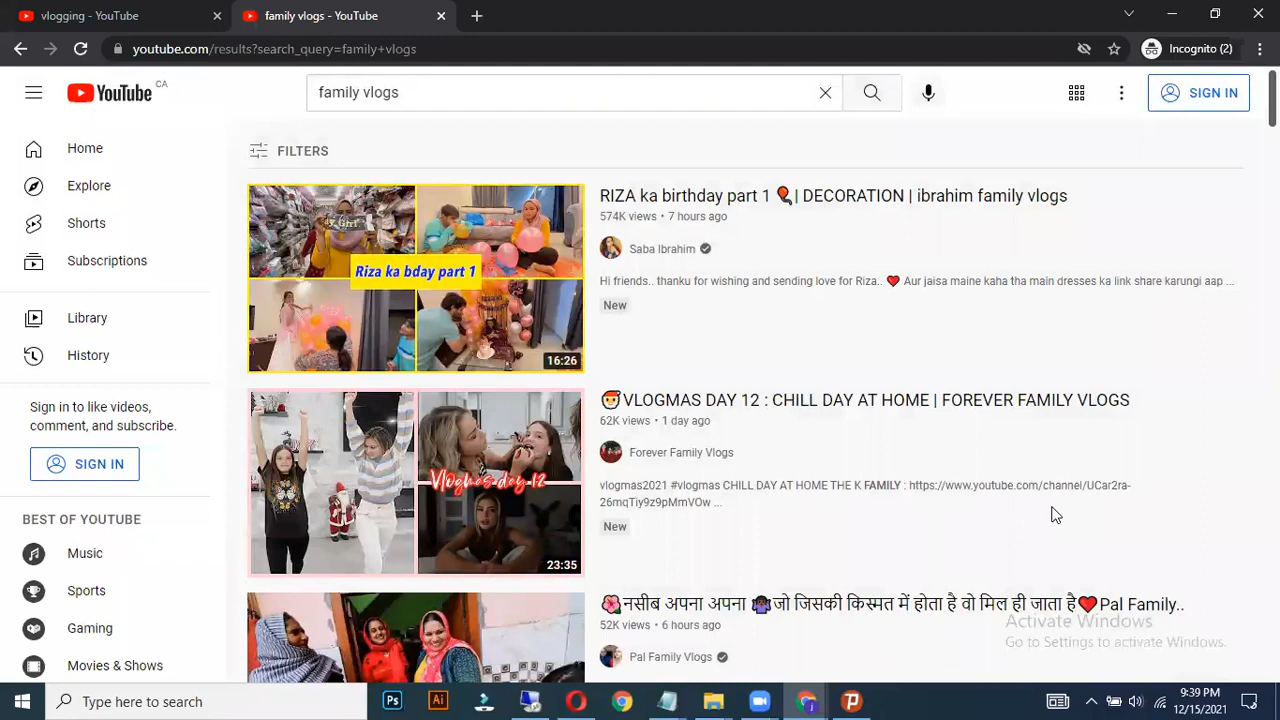 vlogging - YouTube
family vlogs - YouTube
youtube.com/results?search_query=family+vlogs
Incognito (2)
YouTube CA
family vlogs
SIGN IN
Home
Explore
Shorts
Subscriptions
Library
History
Sign in to like videos,
comment, and subscribe.
SIGN IN
BEST OF YOUTUBE
Music
Sports
Gaming
Movies & Shows
FILTERS
Riza ka bday part 1
16:26
RIZA ka birthday part 1 🎈| DECORATION | ibrahim family vlogs
574K views • 7 hours ago
Saba Ibrahim
Hi friends.. thanku for wishing and sending love for Riza.. ❤️ Aur jaisa maine kaha tha main dresses ka link share karungi aap ...
New
Vlogmas day 12
23:35
🎅VLOGMAS DAY 12 : CHILL DAY AT HOME | FOREVER FAMILY VLOGS
62K views • 1 day ago
Forever Family Vlogs
vlogmas2021 #vlogmas CHILL DAY AT HOME THE K FAMILY : https://www.youtube.com/channel/UCar2ra-
26mqTiy9z9pMmVOw ...
New
🌺नसीब अपना अपना 🤷🏾‍♀️जो जिसकी किस्मत में होता है वो मिल ही जाता है❤️Pal Family..
52K views • 6 hours ago
Pal Family Vlogs
Activate Windows
Go to Settings to activate Windows.
Type here to search
Ps
Ai
9:39 PM
12/15/2021